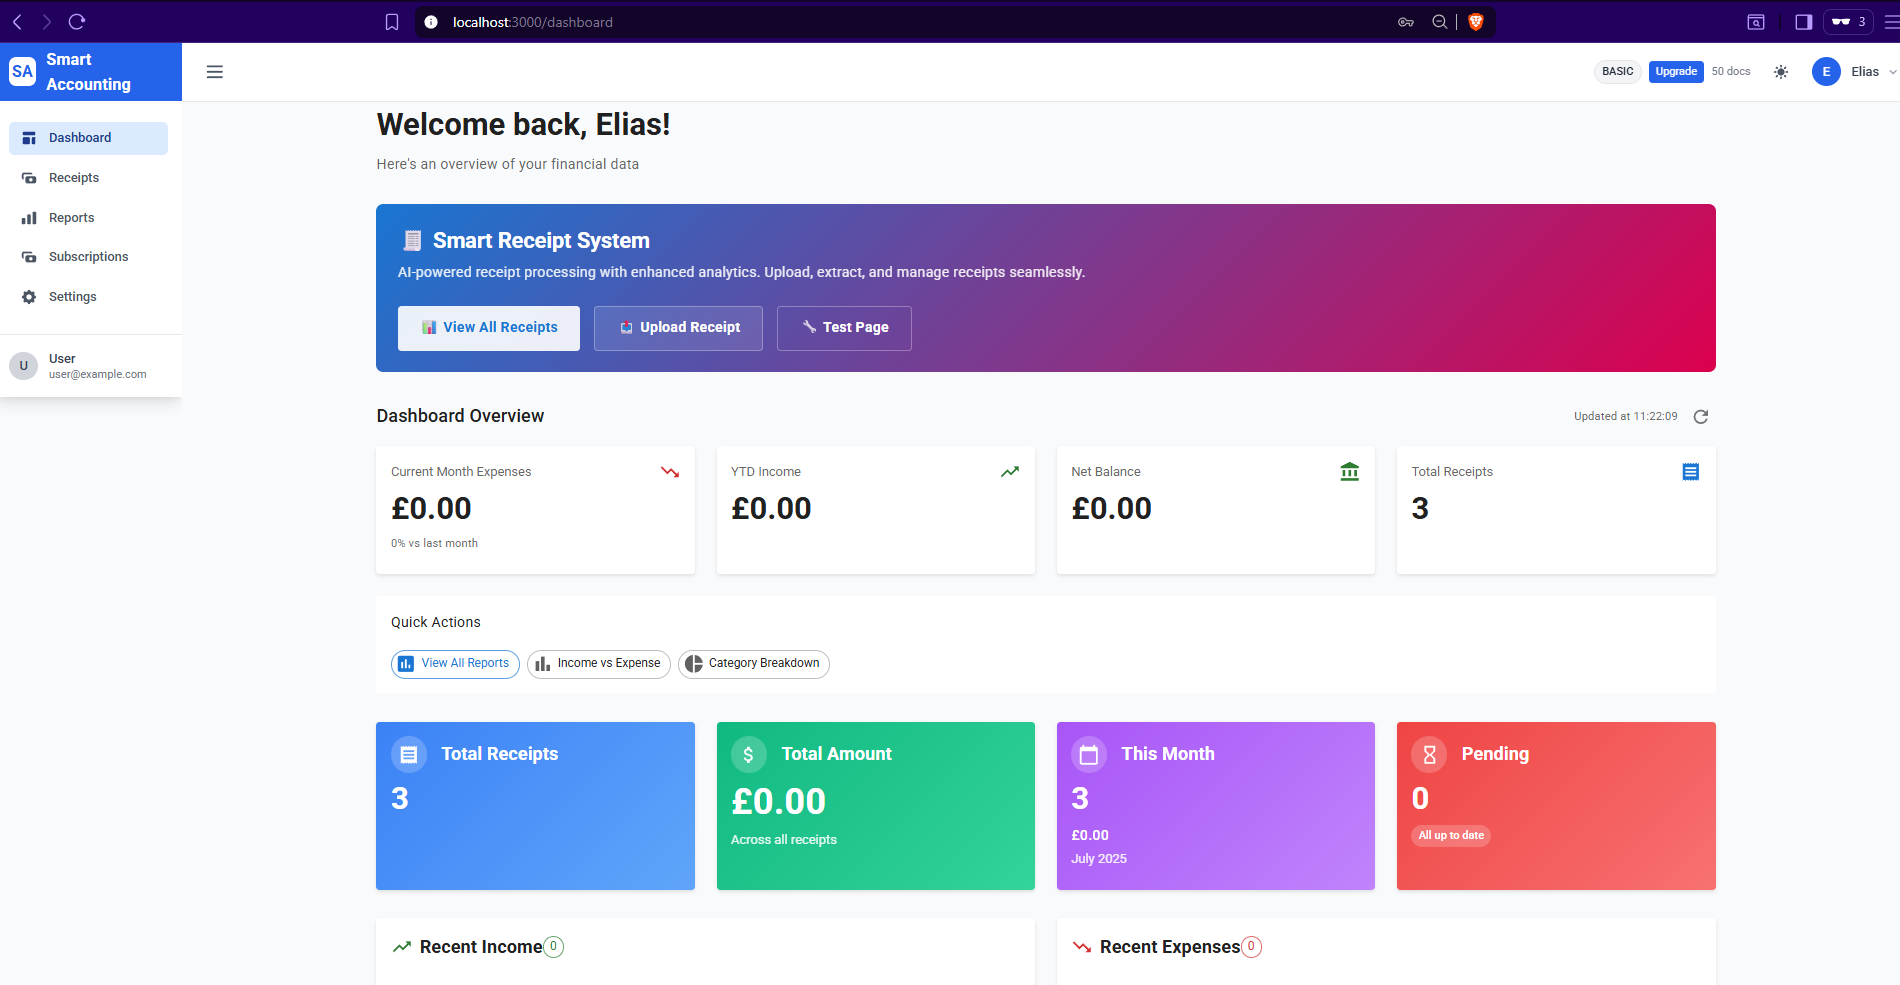 localhost:3000/dashboard
3
SA
Smart
Accounting
BASIC
Upgrade
50 docs
E
Elias
Dashboard
Receipts
Reports
Subscriptions
Settings
U
User
user@example.com
Welcome back, Elias!
Here's an overview of your financial data
Smart Receipt System
AI-powered receipt processing with enhanced analytics. Upload, extract, and manage receipts seamlessly.
View All Receipts
Upload Receipt
Test Page
Dashboard Overview
Updated at 11:22:09
Current Month Expenses
£0.00
0% vs last month
YTD Income
£0.00
Net Balance
£0.00
Total Receipts
3
Quick Actions
View All Reports
Income vs Expense
Category Breakdown
Total Receipts
3
$
Total Amount
£0.00
Across all receipts
This Month
3
£0.00
July 2025
Pending
0
All up to date
Recent Income 0
Recent Expenses 0